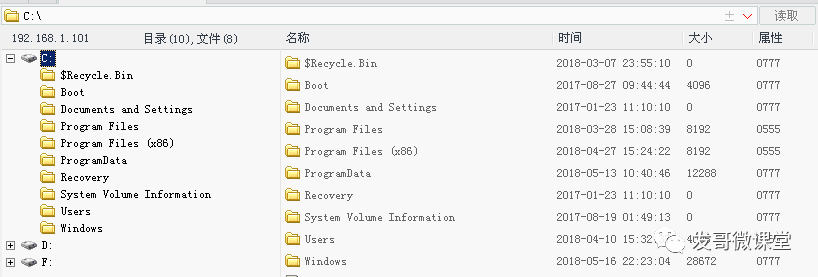 C:\ 读取
192.168.1.101 目录(10),文件(8) 名称 时间 大小 属性
C:
$Recycle.Bin
Boot
Documents and Settings
Program Files
Program Files (x86)
ProgramData
Recovery
System Volume Information
Users
Windows
D:
F:
$Recycle.Bin 2018-03-07 23:55:10 0 0777
Boot 2017-08-27 09:44:44 4096 0777
Documents and Settings 2017-01-23 11:10:10 0 0777
Program Files 2018-03-28 15:08:39 8192 0555
Program Files (x86) 2018-04-27 15:24:22 8192 0555
ProgramData 2018-05-13 10:40:46 12288 0777
Recovery 2017-01-23 11:10:10 0 0777
System Volume Information 2017-08-19 01:49:13 0 0777
Users 2018-04-10 15:32 0777
Windows 2018-05-16 22:23:04 28672 0777
发哥微课堂